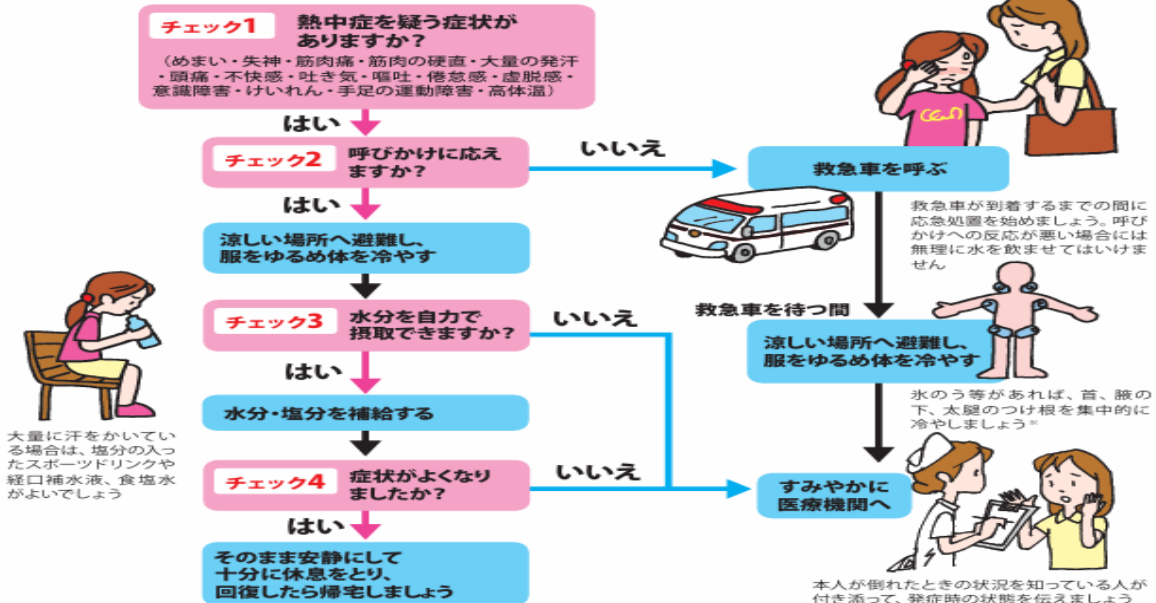 チェック1
熱中症を疑う症状が
ありますか?
(めまい・失神・筋肉痛・筋肉の硬直・大量の発汗
・頭痛・不快感・吐き気・嘔吐・倦怠感・虚脱感・
意識障害・けいれん・手足の運動障害・高体温)
はい
チェック2
呼びかけに応え
ますか?
いいえ
救急車を呼ぶ
はい
救急車が到着するまでの間に
応急処置を始めましょう。呼び
かけへの反応が悪い場合には
無理に水を飲ませてはいけま
せん
涼しい場所へ避難し、
服をゆるめ体を冷やす
チェック3
水分を自力で
摂取できますか?
いいえ
救急車を待つ間
涼しい場所へ避難し、
服をゆるめ体を冷やす
はい
氷のう等があれば、首、腋の
下、太腿のつけ根を集中的に
冷やしましょう※
水分・塩分を補給する
大量に汗をかいてい
る場合は、塩分の入っ
たスポーツドリンクや
経口補水液、食塩水
がよいでしょう
チェック4
症状がよくなり
ましたか?
いいえ
すみやかに
医療機関へ
はい
そのまま安静にして
十分に休息をとり、
回復したら帰宅しましょう
本人が倒れたときの状況を知っている人が
付き添って、発症時の状態を伝えましょう